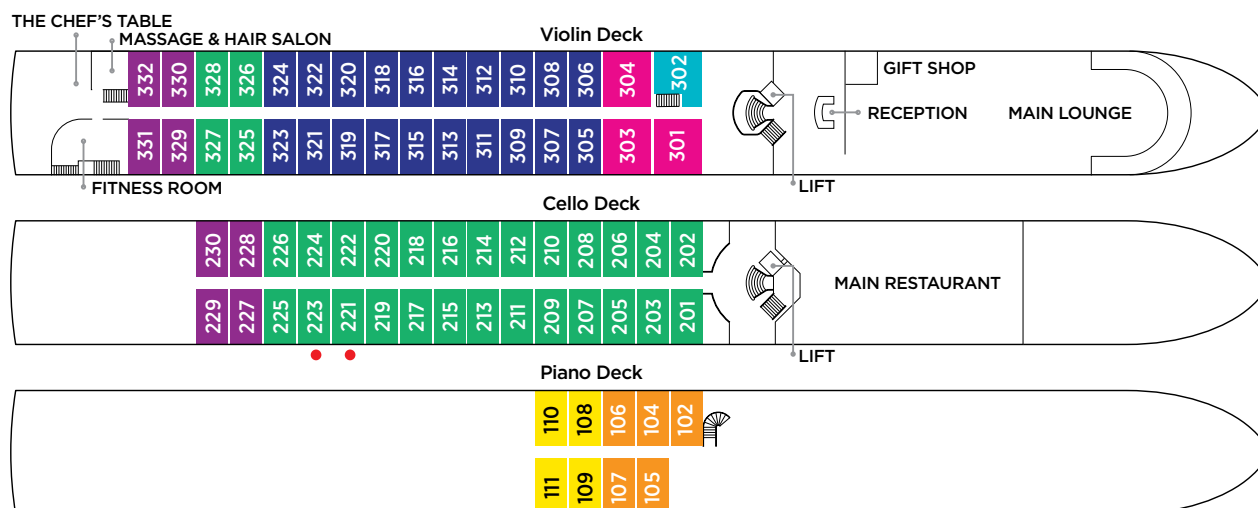 THE CHEF'S TABLE
MASSAGE & HAIR SALON
Violin Deck
332 330 328 326 324 322 320 318 316 314 312 310 308 306 304 302
GIFT SHOP
RECEPTION
MAIN LOUNGE
331 329 327 325 323 321 319 317 315 313 311 309 307 305 303 301
FITNESS ROOM
LIFT
Cello Deck
230 228 226 224 222 220 218 216 214 212 210 208 206 204 202
MAIN RESTAURANT
229 227 225 223 221 219 217 215 213 211 209 207 205 203 201
LIFT
Piano Deck
110 108 106 104 102
111 109 107 105